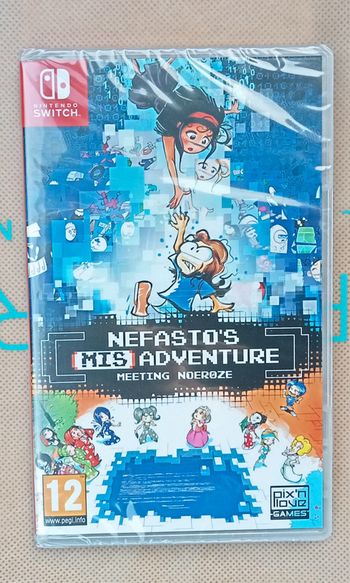 NINTENDO
SWITCH
NEFASTO'S
MIS ADVENTURE
MEETING NOEROZE
12
www.pegi.info
pix'n
love
GAMES